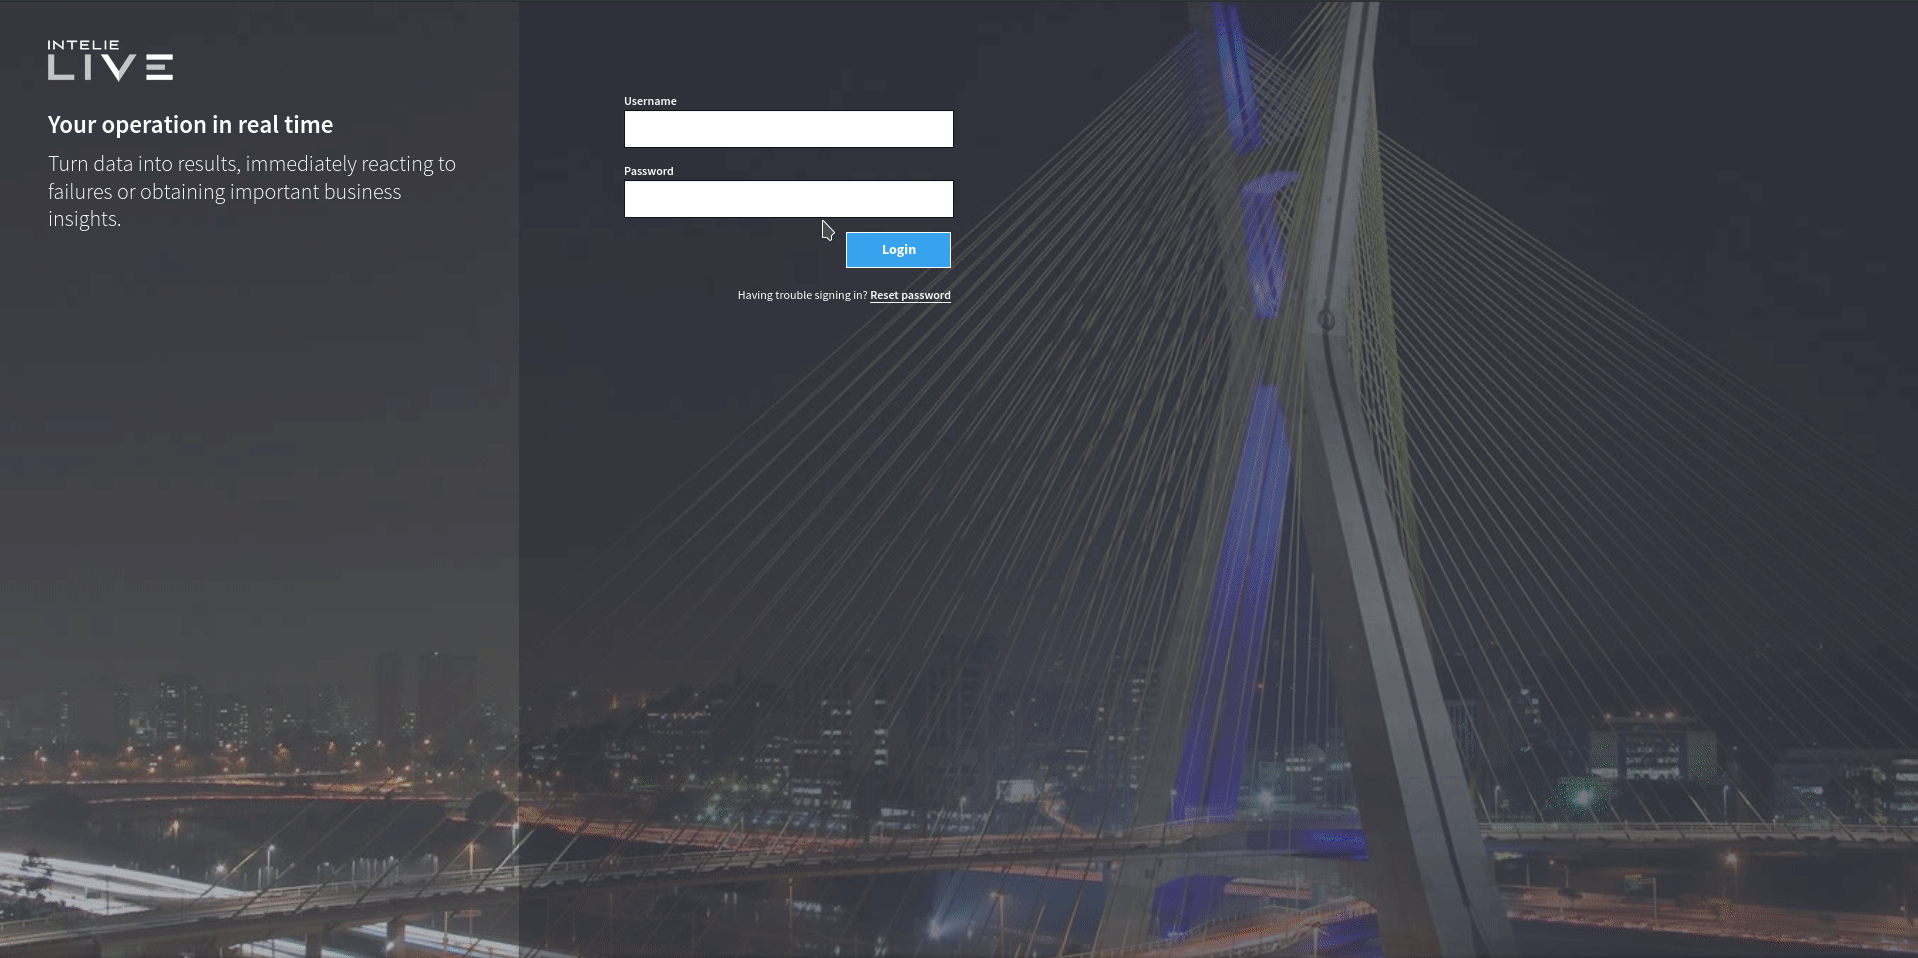 INTELIE
LIVE
Your operation in real time
Turn data into results, immediately reacting to
failures or obtaining important business
insights.
Username
Password
Login
Having trouble signing in? Reset password